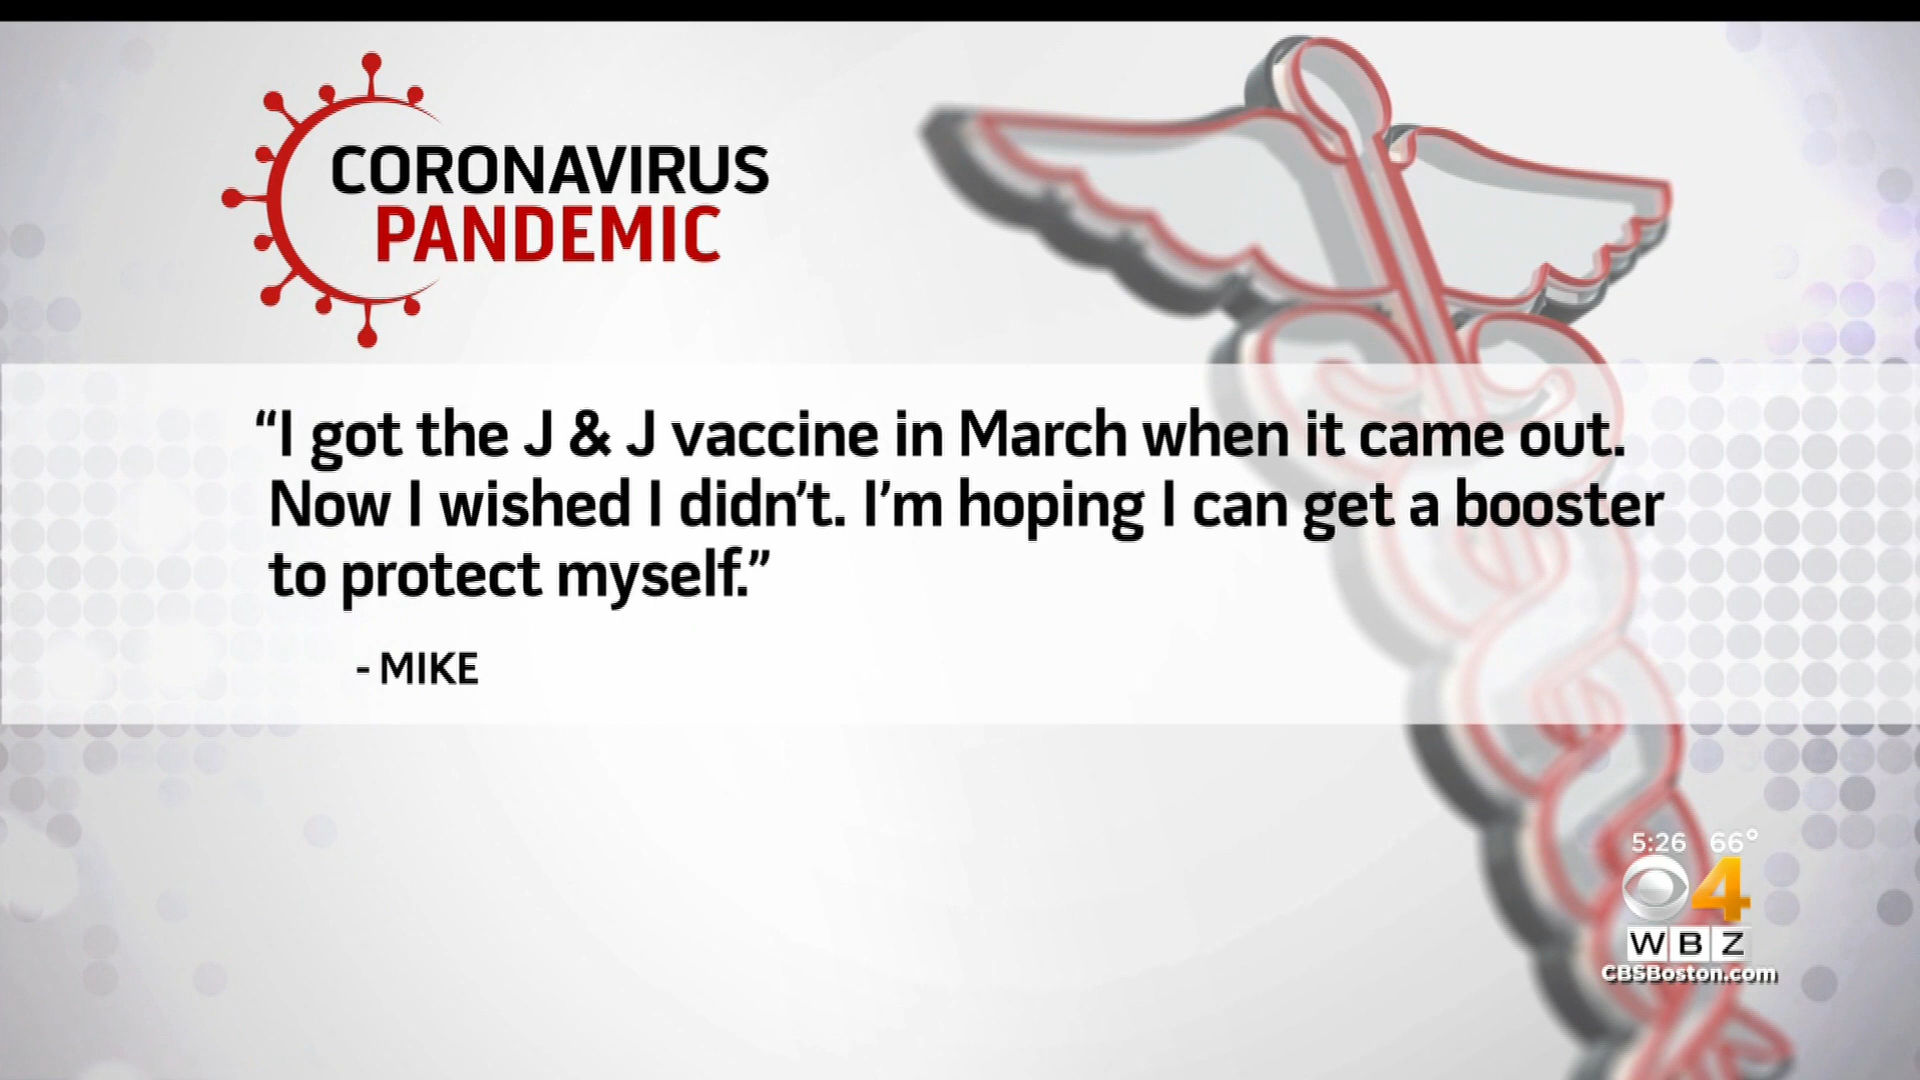 CORONAVIRUS
PANDEMIC
“I got the J & J vaccine in March when it came out.
Now I wished I didn’t. I’m hoping I can get a booster
to protect myself.”
- MIKE
5:26 66°
4
WBZ
CBSBoston.com